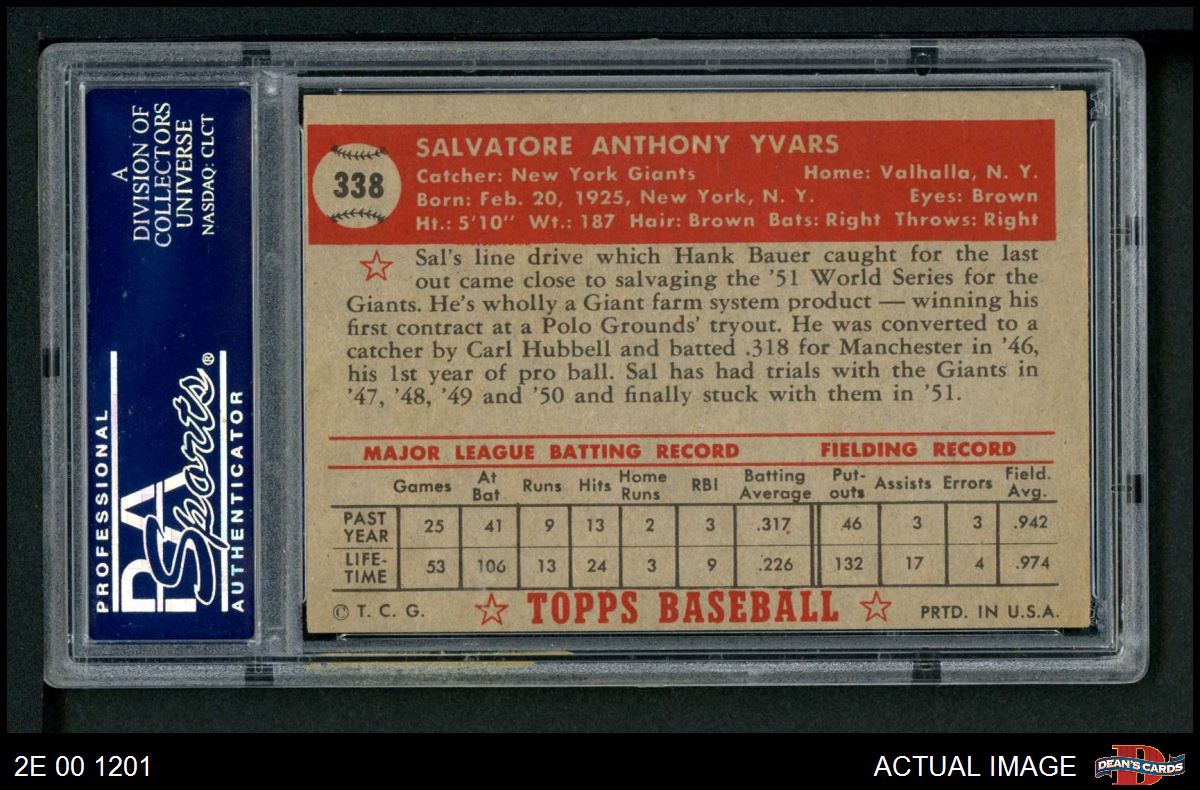 A
DIVISION OF
COLLECTORS
UNIVERSE
NASDAQ: CLCT
PROFESSIONAL
PSA
Sports®
AUTHENTICATOR
338
SALVATORE ANTHONY YVARS
Catcher: New York Giants Home: Valhalla, N. Y.
Born: Feb. 20, 1925, New York, N. Y. Eyes: Brown
Ht.: 5'10" Wt.: 187 Hair: Brown Bats: Right Throws: Right
Sal's line drive which Hank Bauer caught for the last
out came close to salvaging the '51 World Series for the
Giants. He's wholly a Giant farm system product — winning his
first contract at a Polo Grounds' tryout. He was converted to a
catcher by Carl Hubbell and batted .318 for Manchester in '46,
his 1st year of pro ball. Sal has had trials with the Giants in
'47, '48, '49 and '50 and finally stuck with them in '51.
MAJOR LEAGUE BATTING RECORD FIELDING RECORD
Games At Bat Runs Hits Home Runs RBI Batting Average Put-outs Assists Errors Field. Avg.
PAST YEAR 25 41 9 13 2 3 .317 46 3 3 .942
LIFE-TIME 53 106 13 24 3 9 .226 132 17 4 .974
© T. C. G. TOPPS BASEBALL PRTD. IN U.S.A.
2E 00 1201 ACTUAL IMAGE
DEAN'S CARDS